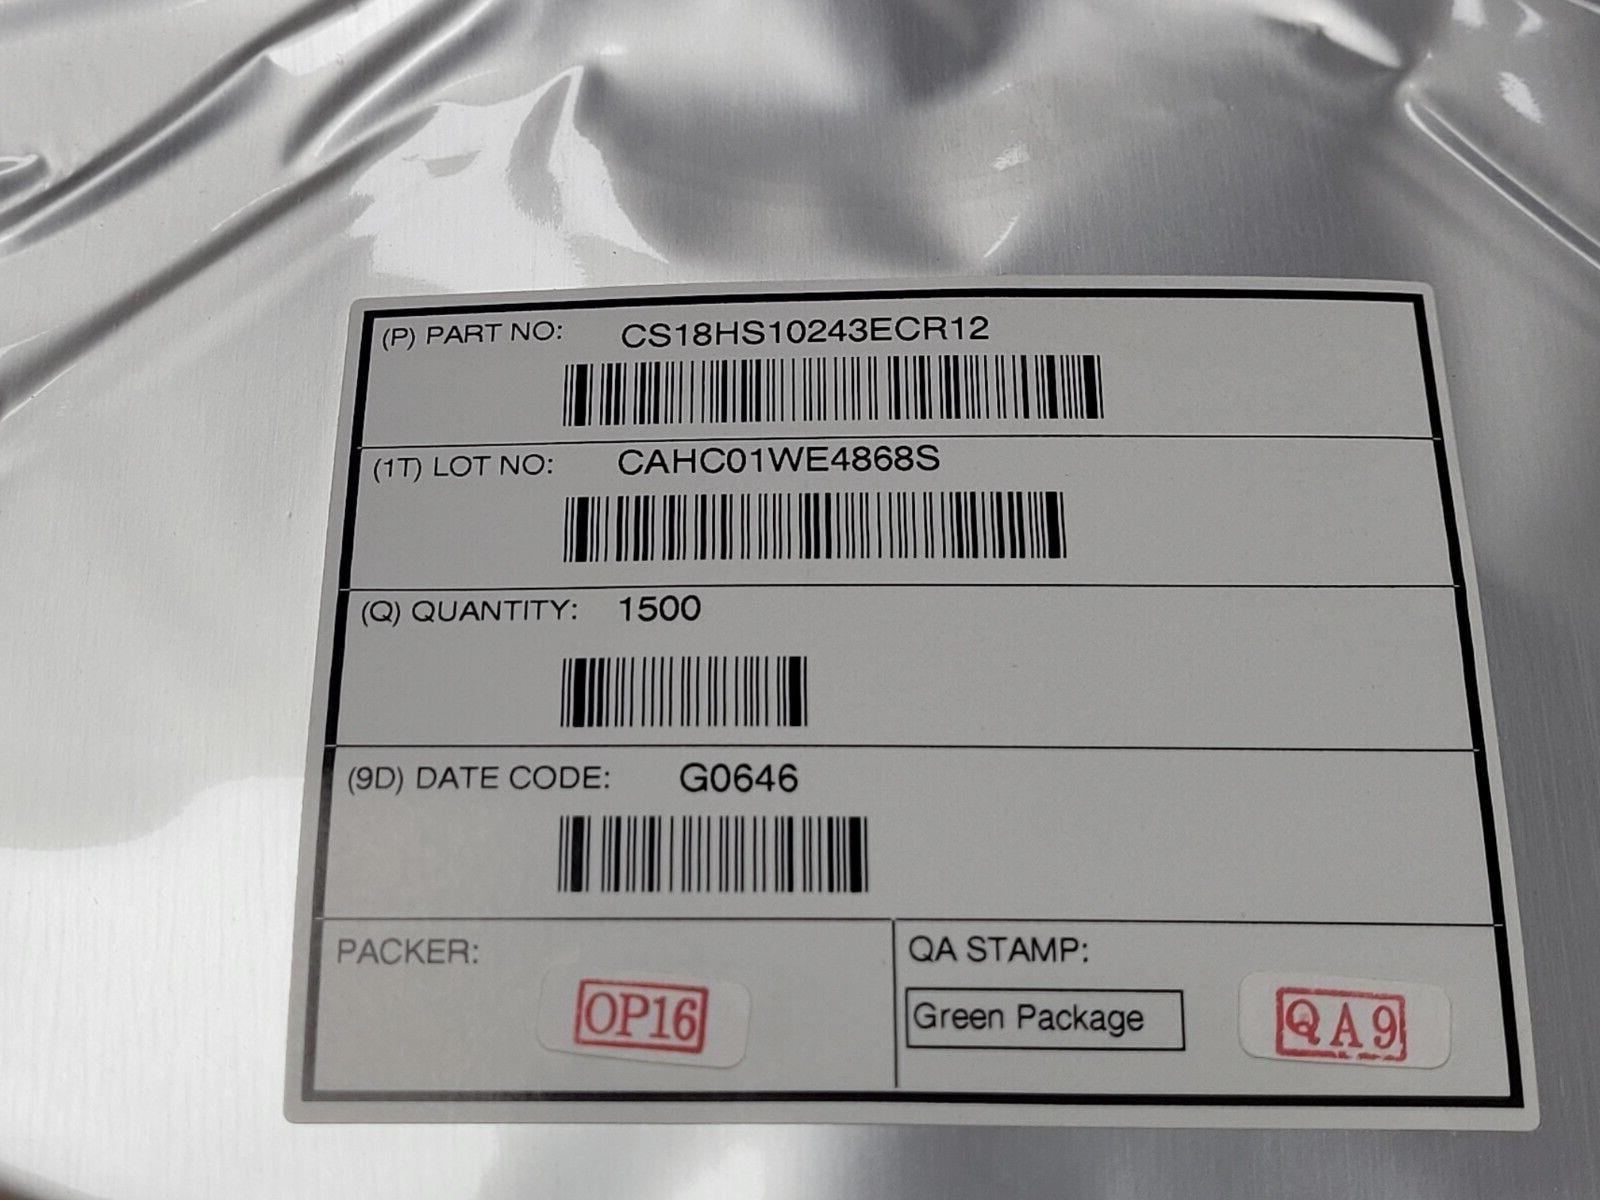 (P) PART NO: CS18HS10243ECR12
(1T) LOT NO: CAHC01WE4868S
(Q) QUANTITY: 1500
(9D) DATE CODE: G0646
PACKER:
OP16
QA STAMP:
Green Package
QA9